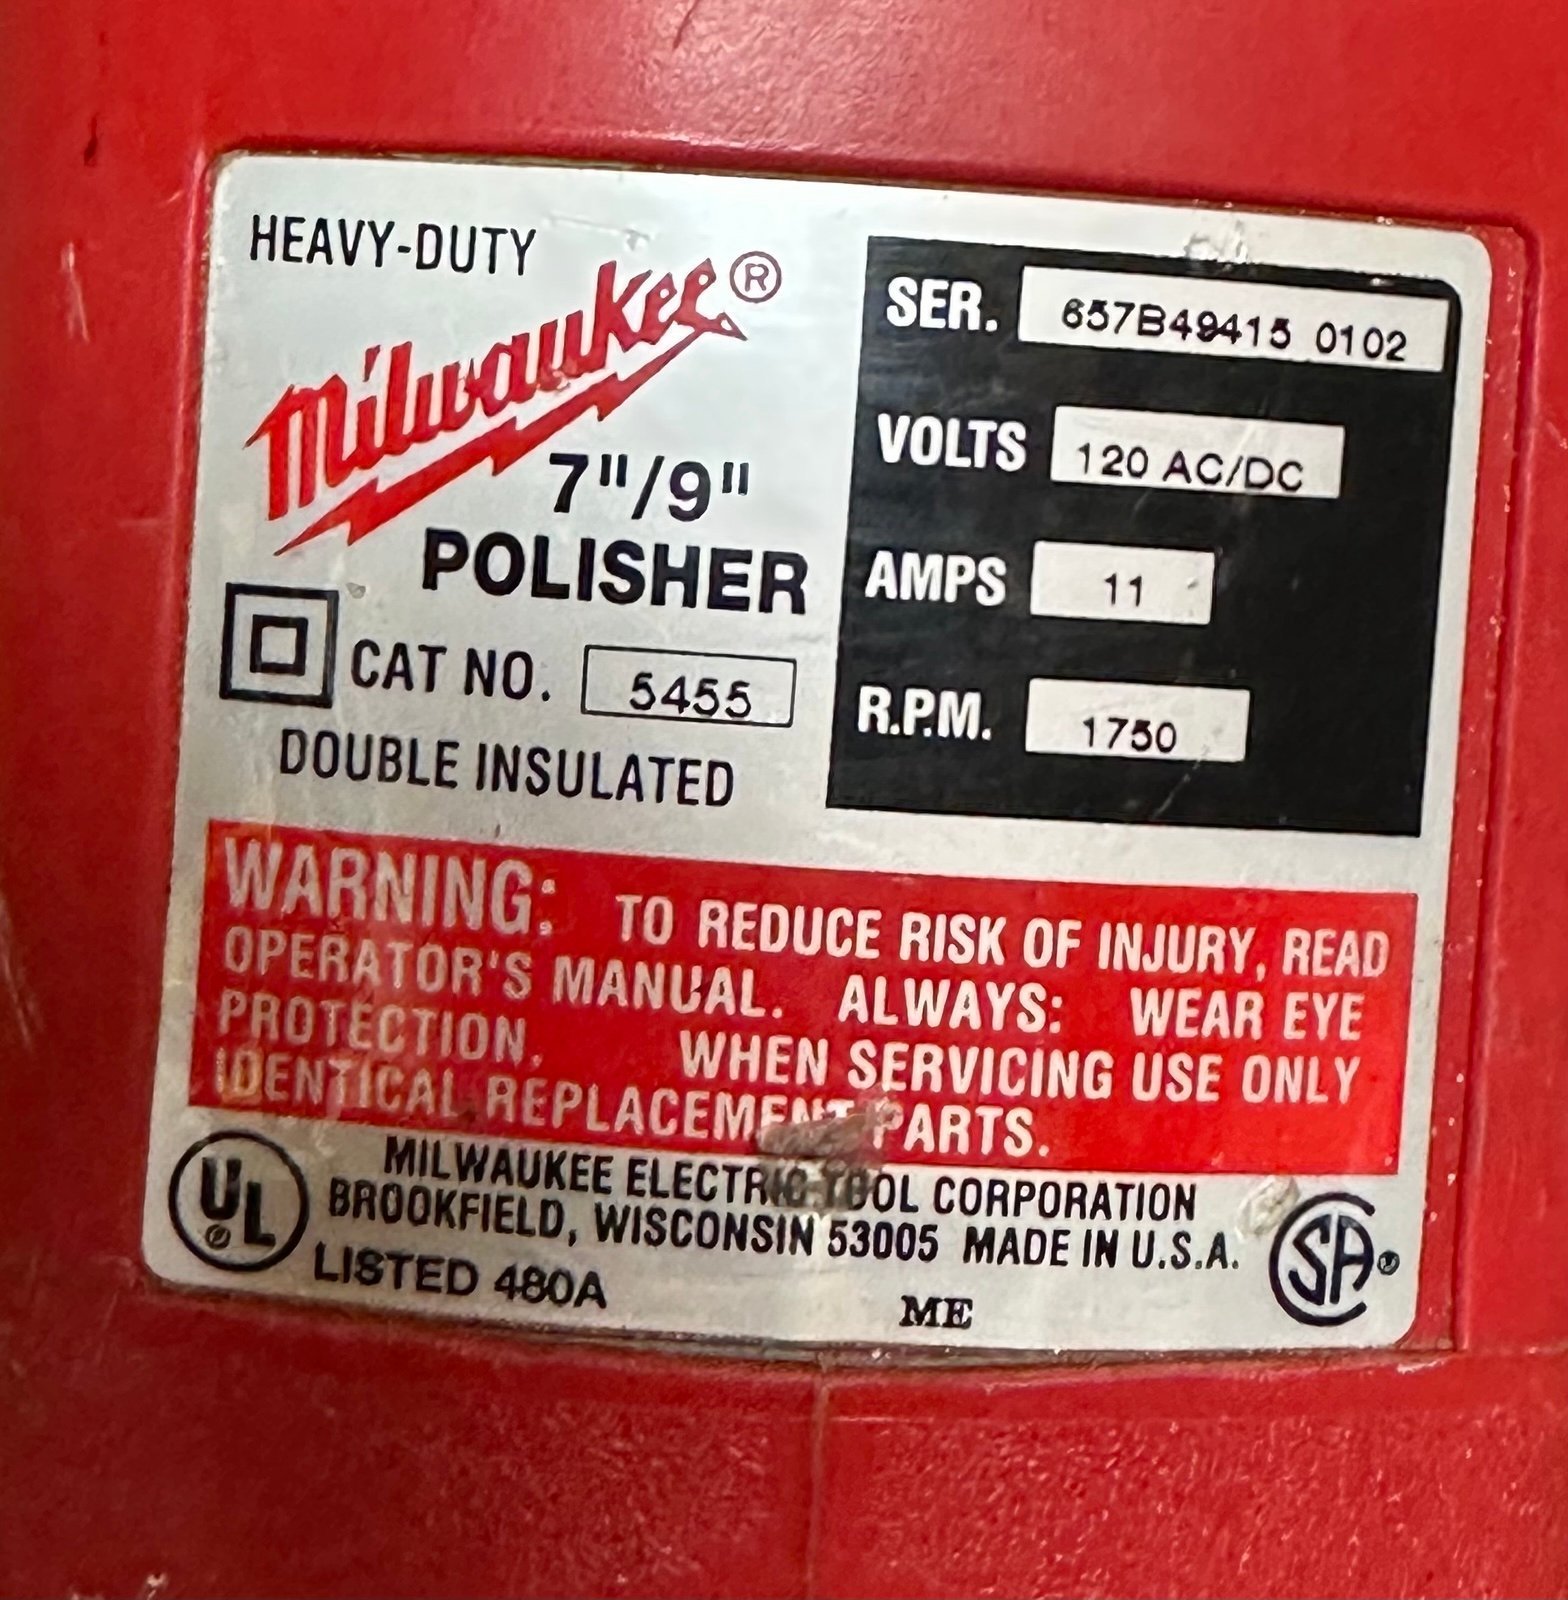 HEAVY-DUTY
Milwaukee®
7"/9"
POLISHER
CAT NO. 5455
DOUBLE INSULATED
SER. 657B49415 0102
VOLTS 120 AC/DC
AMPS 11
R.P.M. 1750
WARNING: TO REDUCE RISK OF INJURY, READ
OPERATOR'S MANUAL. ALWAYS: WEAR EYE
PROTECTION. WHEN SERVICING USE ONLY
IDENTICAL REPLACEMENT PARTS.
MILWAUKEE ELECTRIC TOOL CORPORATION
BROOKFIELD, WISCONSIN 53005 MADE IN U.S.A.
UL®
LISTED 480A
ME
SA®